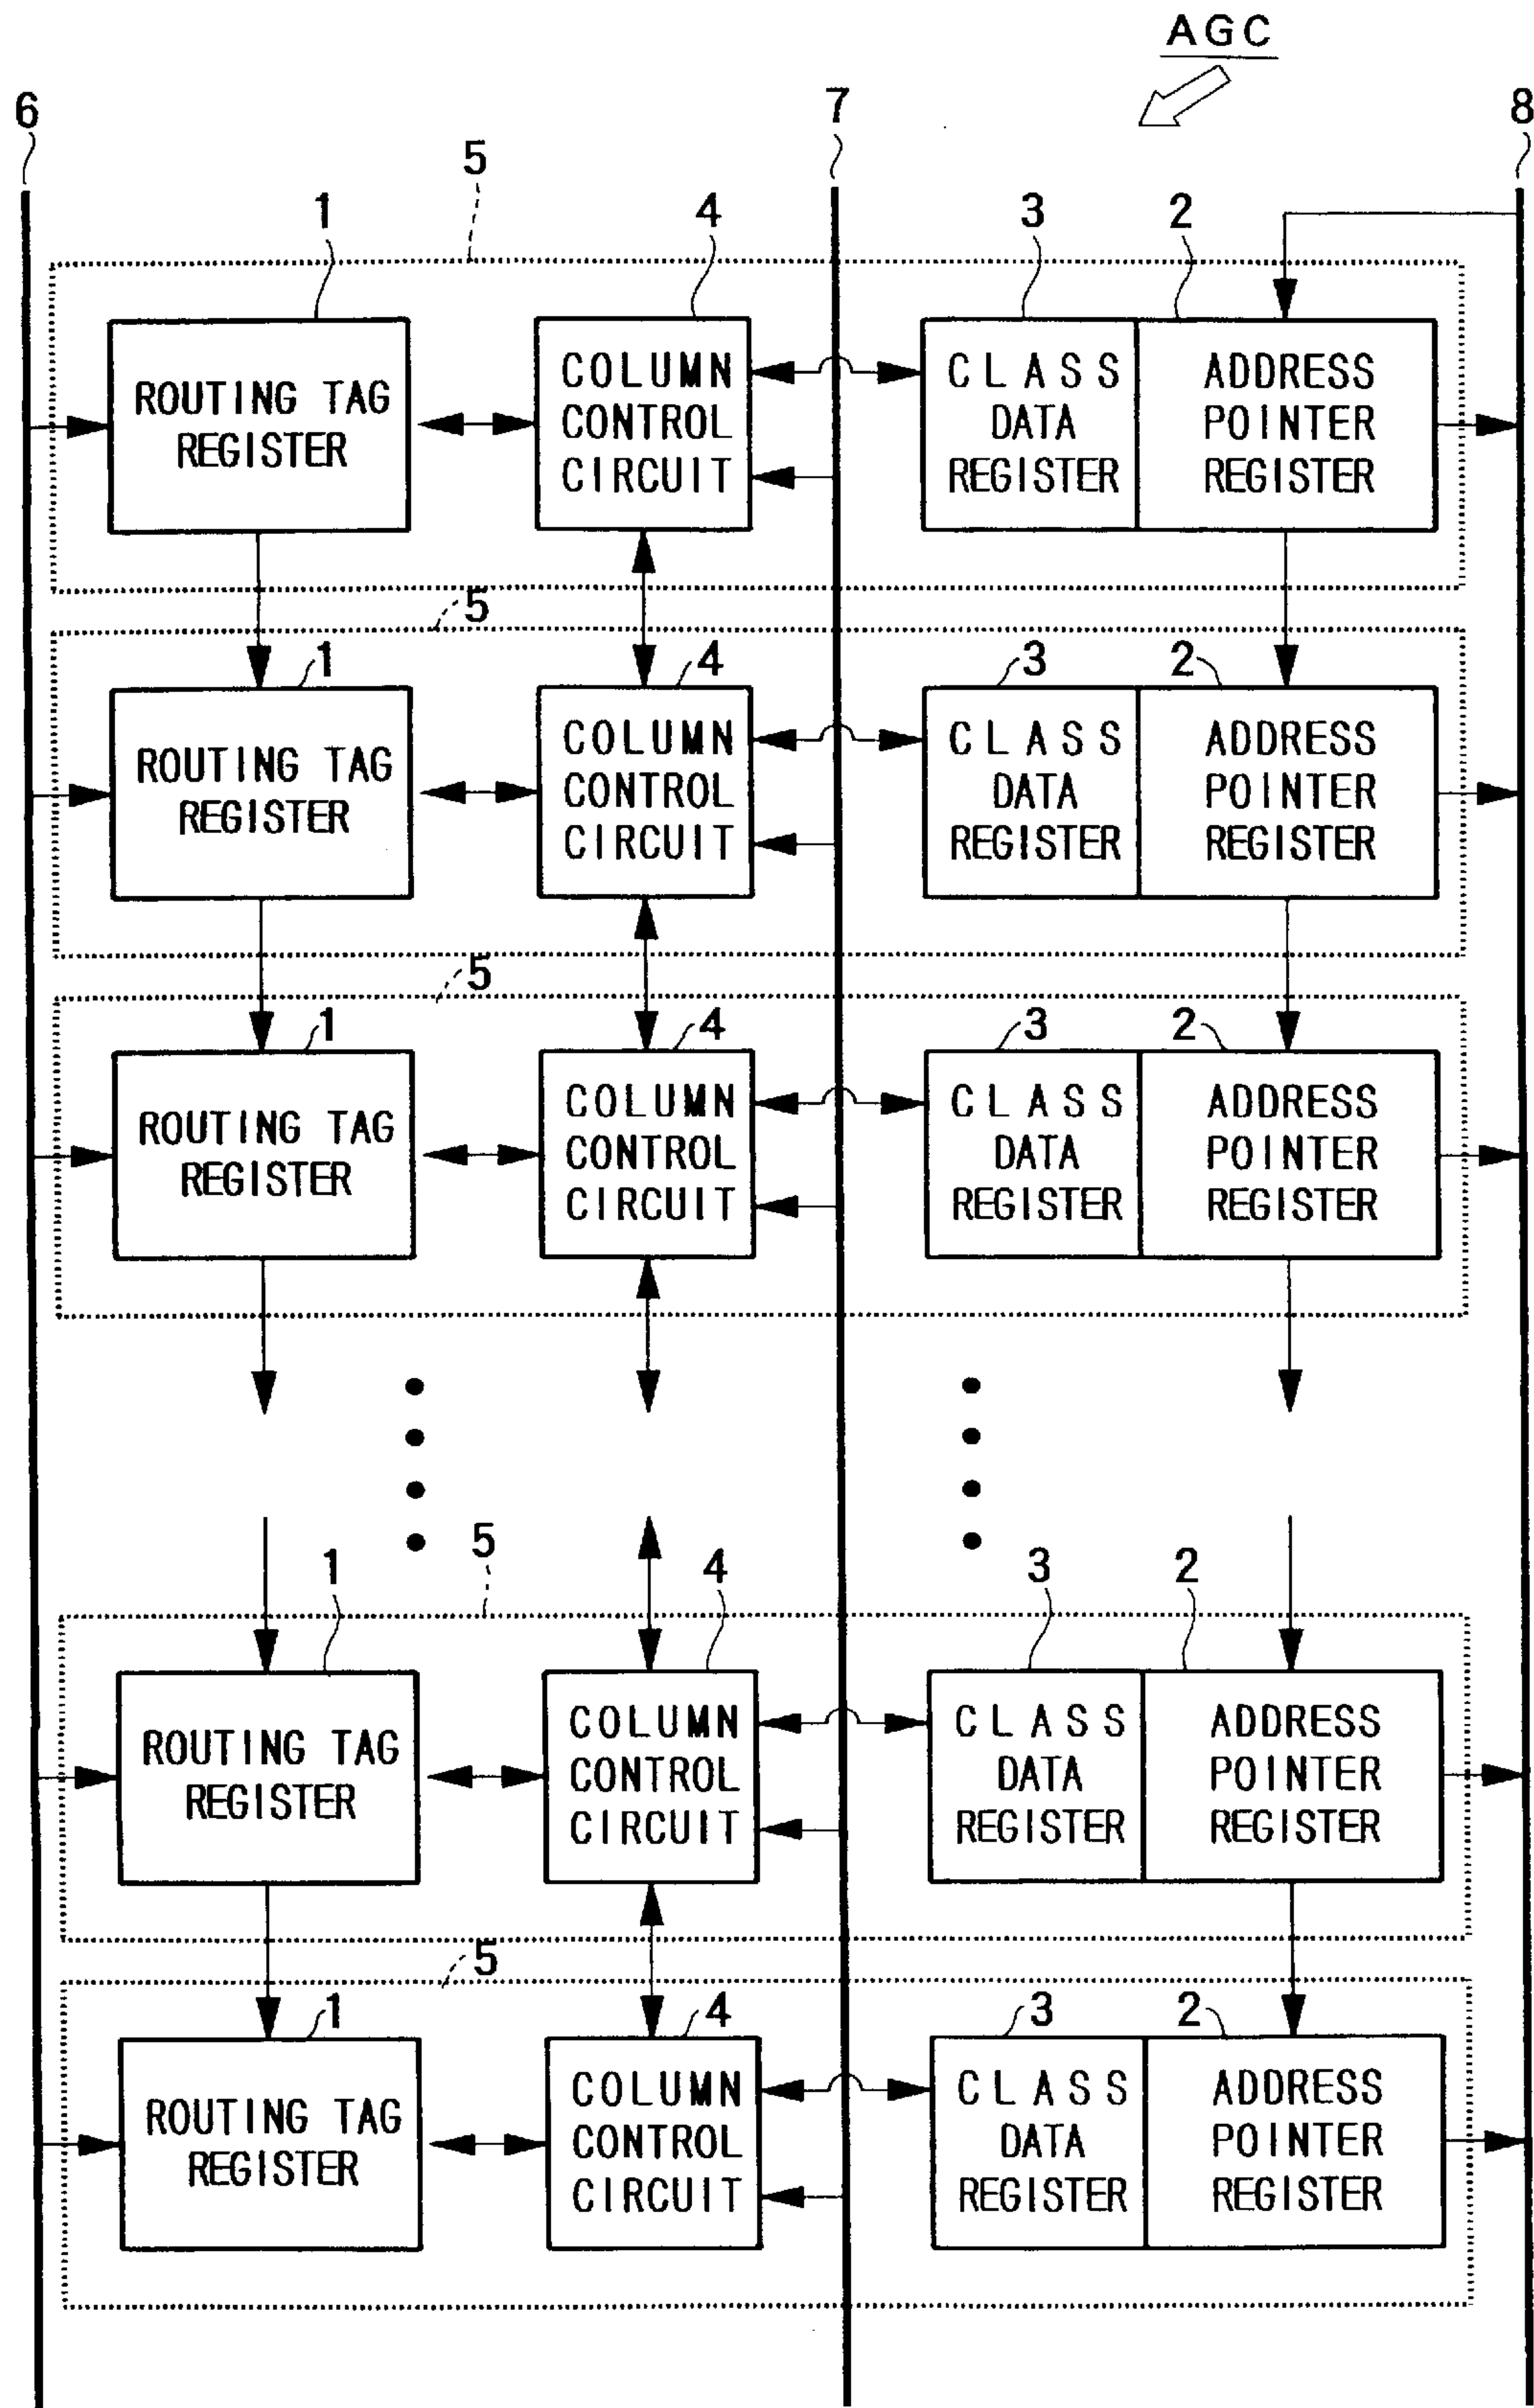 AGC
6
7
8
5
1
4
3
2
ROUTING TAG
REGISTER
COLUMN
CONTROL
CIRCUIT
CLASS
DATA
REGISTER
ADDRESS
POINTER
REGISTER
5
1
4
3
2
ROUTING TAG
REGISTER
COLUMN
CONTROL
CIRCUIT
CLASS
DATA
REGISTER
ADDRESS
POINTER
REGISTER
5
1
4
3
2
ROUTING TAG
REGISTER
COLUMN
CONTROL
CIRCUIT
CLASS
DATA
REGISTER
ADDRESS
POINTER
REGISTER
5
1
4
3
2
ROUTING TAG
REGISTER
COLUMN
CONTROL
CIRCUIT
CLASS
DATA
REGISTER
ADDRESS
POINTER
REGISTER
5
1
4
3
2
ROUTING TAG
REGISTER
COLUMN
CONTROL
CIRCUIT
CLASS
DATA
REGISTER
ADDRESS
POINTER
REGISTER